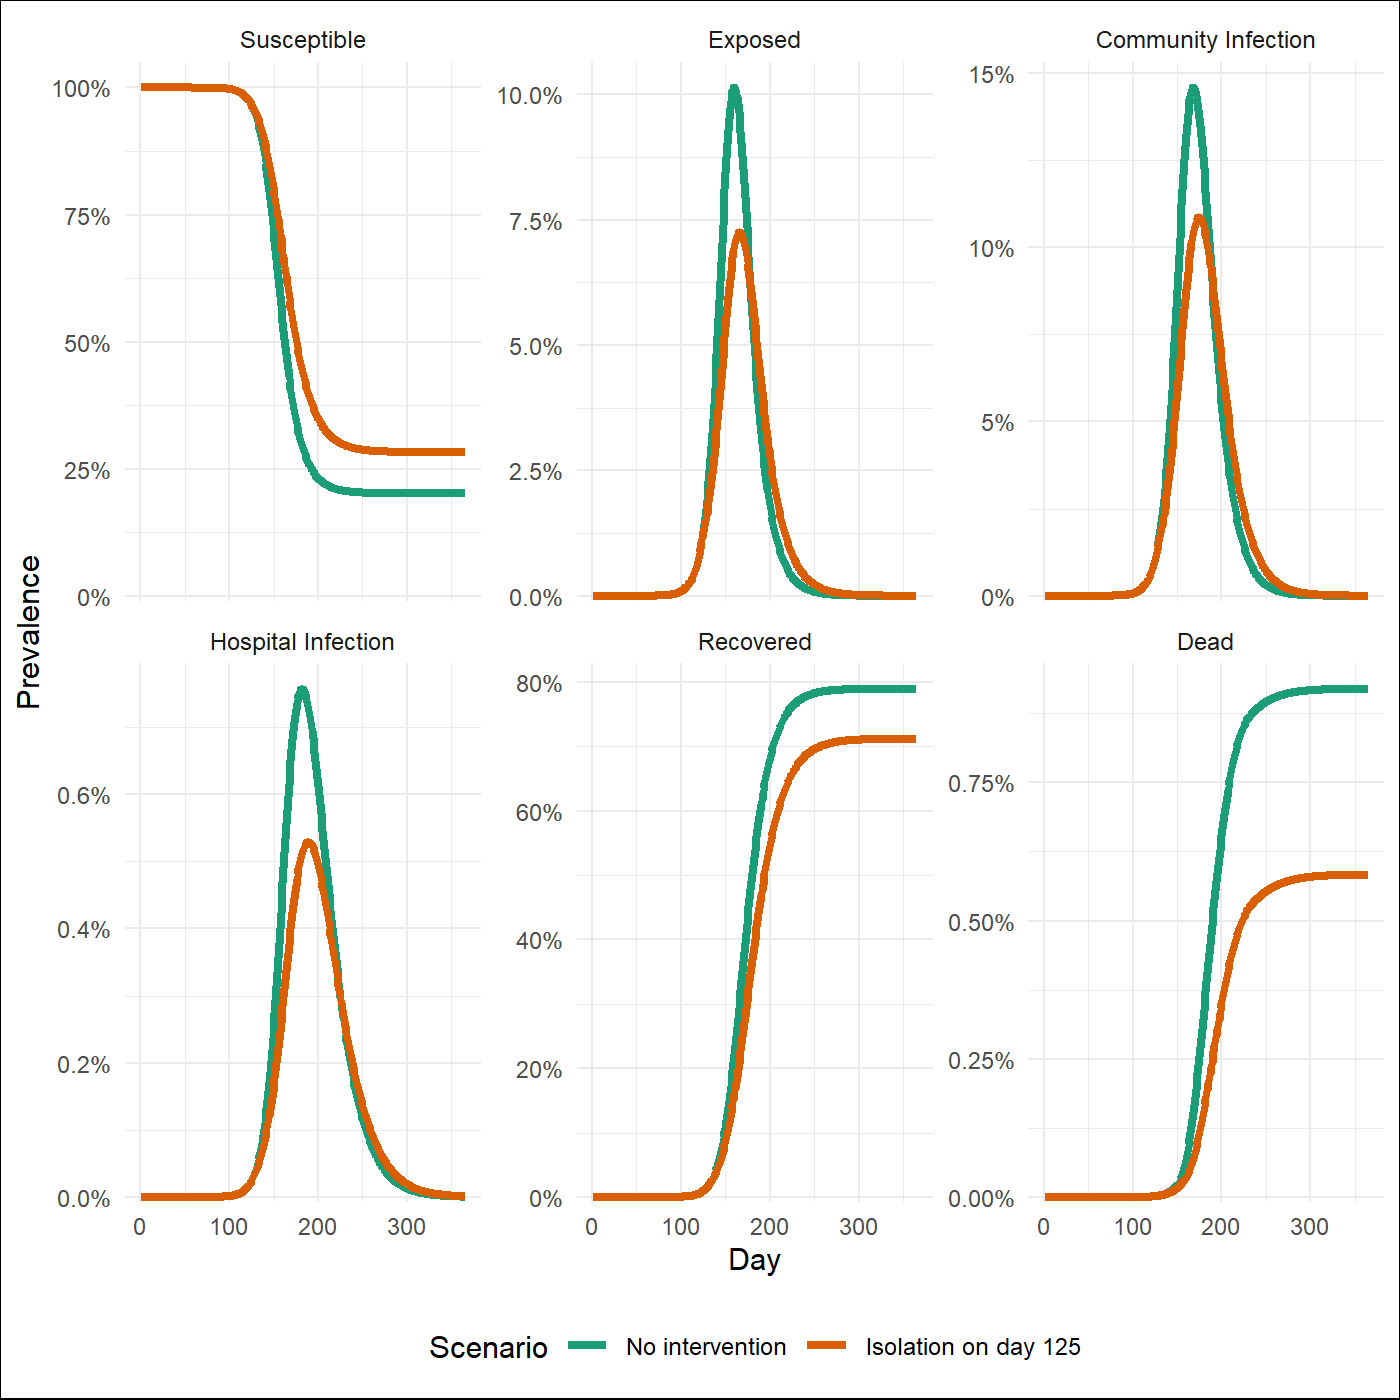 Susceptible
Exposed
Community Infection
100%
75%
50%
25%
0%
10.0%
7.5%
5.0%
2.5%
0.0%
15%
10%
5%
0%
Prevalence
Hospital Infection
Recovered
Dead
0.6%
0.4%
0.2%
0.0%
80%
60%
40%
20%
0%
0.75%
0.50%
0.25%
0.00%
0 100 200 300
0 100 200 300
0 100 200 300
Day
Scenario No intervention Isolation on day 125